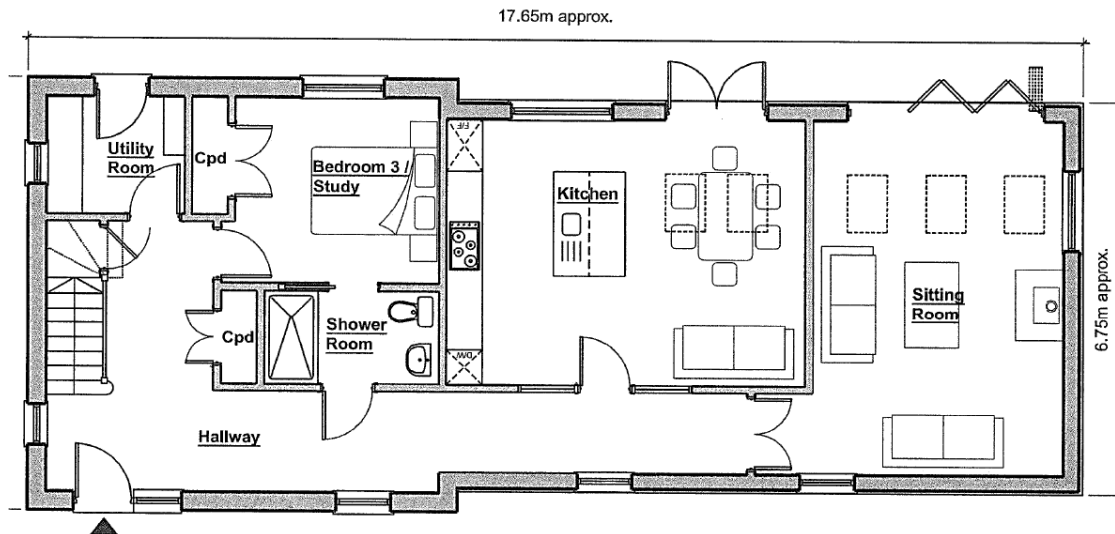 17.65m approx.
Utility
Room
Cpd
Bedroom 3 /
Study
F/F
Kitchen
6.75m approx.
Sitting
Room
Cpd
Shower
Room
D/W
Hallway